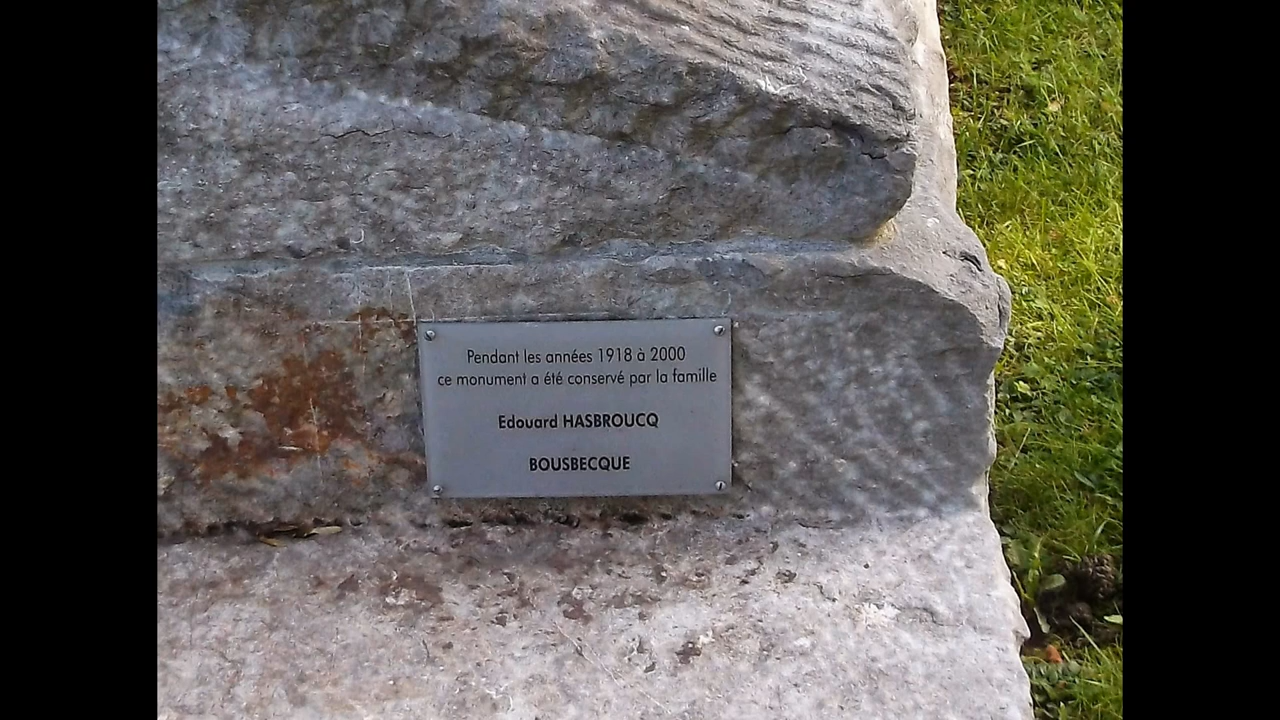 Pendant les années 1918 à 2000
ce monument a été conservé par la famille
Edouard HASBROUCQ
BOUSBECQUE